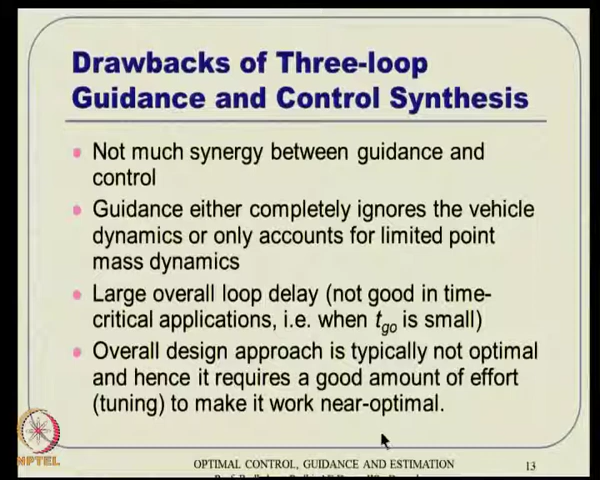 Drawbacks of Three-loop
Guidance and Control Synthesis
Not much synergy between guidance and
control
Guidance either completely ignores the vehicle
dynamics or only accounts for limited point
mass dynamics
Large overall loop delay (not good in time-
critical applications, i.e. when tgo is small)
Overall design approach is typically not optimal
and hence it requires a good amount of effort
(tuning) to make it work near-optimal.
NPTEL
OPTIMAL CONTROL, GUIDANCE AND ESTIMATION
13